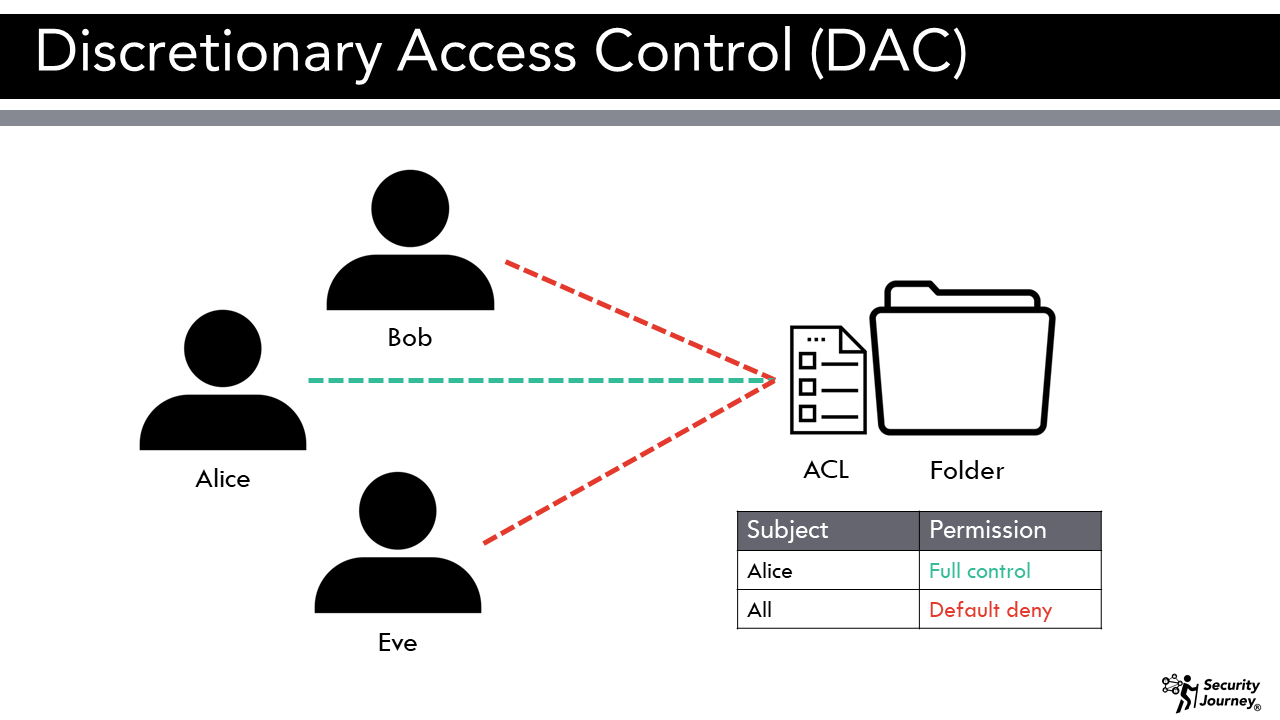 Discretionary Access Control (DAC)
Bob
Alice
Eve
ACL
Folder
Subject Permission
Alice Full control
All Default deny
Security
Journey®